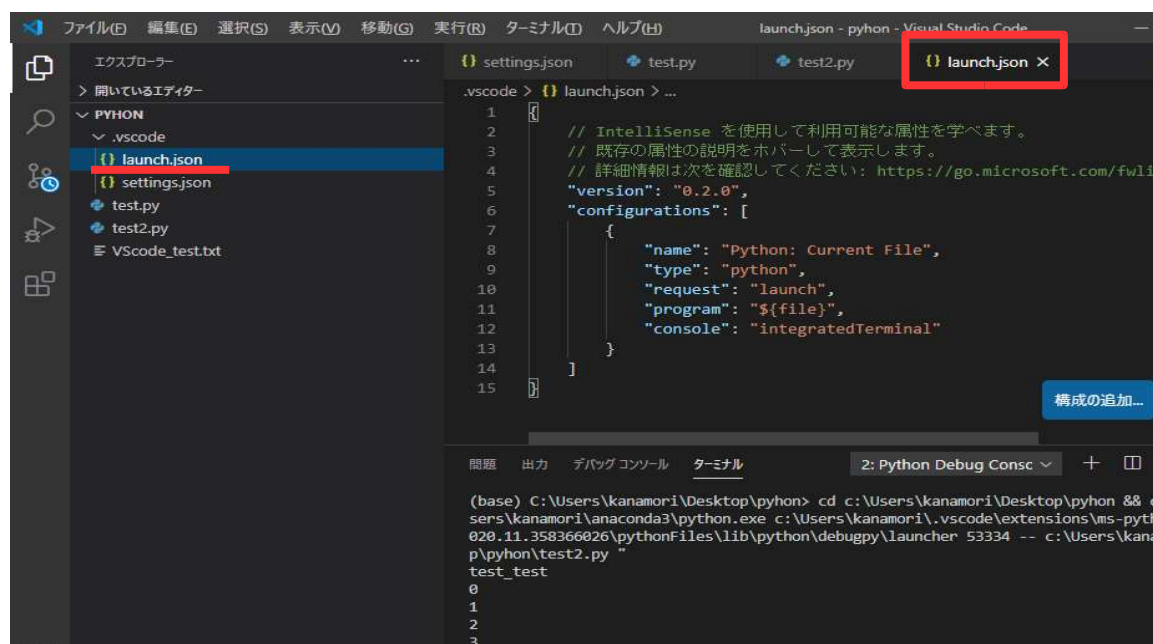 ファイル(F) 編集(E) 選択(S) 表示(V) 移動(G) 実行(R) ターミナル(T) ヘルプ(H) launch.json - pyhon - Visual Studio Code
エクスプローラー ···
開いているエディター
PYHON
.vscode
{} launch.json
{} settings.json
test.py
test2.py
VScode_test.txt
{} settings.json test.py test2.py {} launch.json ×
.vscode > {} launch.json > ...
1 {
2 // IntelliSense を使用して利用可能な属性を学べます。
3 // 既存の属性の説明をホバーして表示します。
4 // 詳細情報は次を確認してください: https://go.microsoft.com/fwli
5 "version": "0.2.0",
6 "configurations": [
7 {
8 "name": "Python: Current File",
9 "type": "python",
10 "request": "launch",
11 "program": "${file}",
12 "console": "integratedTerminal"
13 }
14 ]
15 }
構成の追加...
問題 出力 デバッグ コンソール ターミナル 2: Python Debug Consc
(base) C:\Users\kanamori\Desktop\pyhon> cd c:\Users\kanamori\Desktop\pyhon &&
sers\kanamori\anaconda3\python.exe c:\Users\kanamori\.vscode\extensions\ms-pyt
020.11.358366026\pythonFiles\lib\python\debugpy\launcher 53334 -- c:\Users\kan
p\pyhon\test2.py "
test_test
0
1
2
3